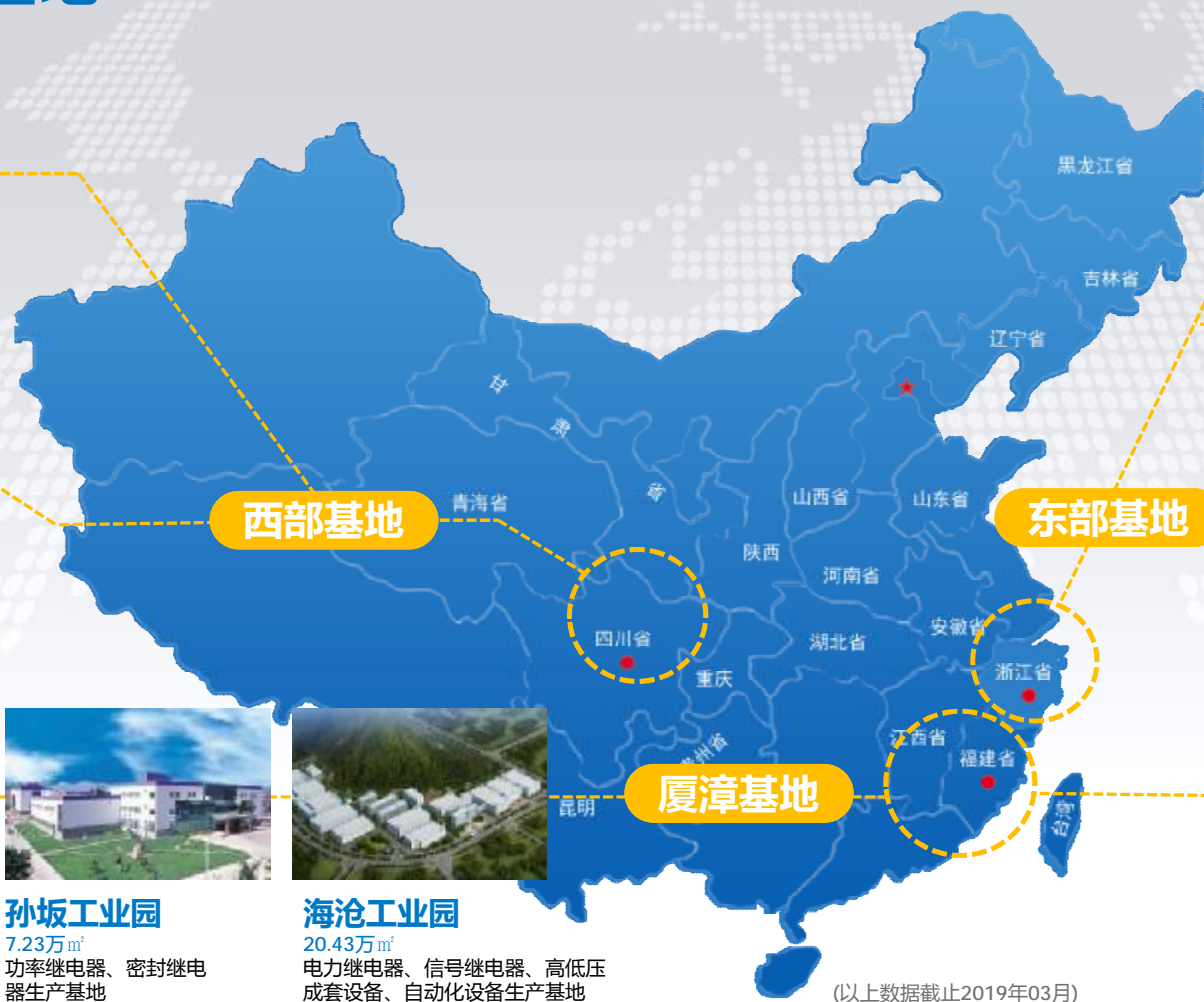 黑龙江省
吉林省
辽宁省
甘
肃
省
青海省
西部基地
山西省
山东省
东部基地
陕西
河南省
四川省
湖北省
安徽省
重庆
浙江省
贵州省
江西省
福建省
昆明
厦漳基地
台湾
孙坂工业园
7.23万㎡
功率继电器、密封继电
器生产基地
海沧工业园
20.43万㎡
电力继电器、信号继电器、高低压
成套设备、自动化设备生产基地
(以上数据截止2019年03月)